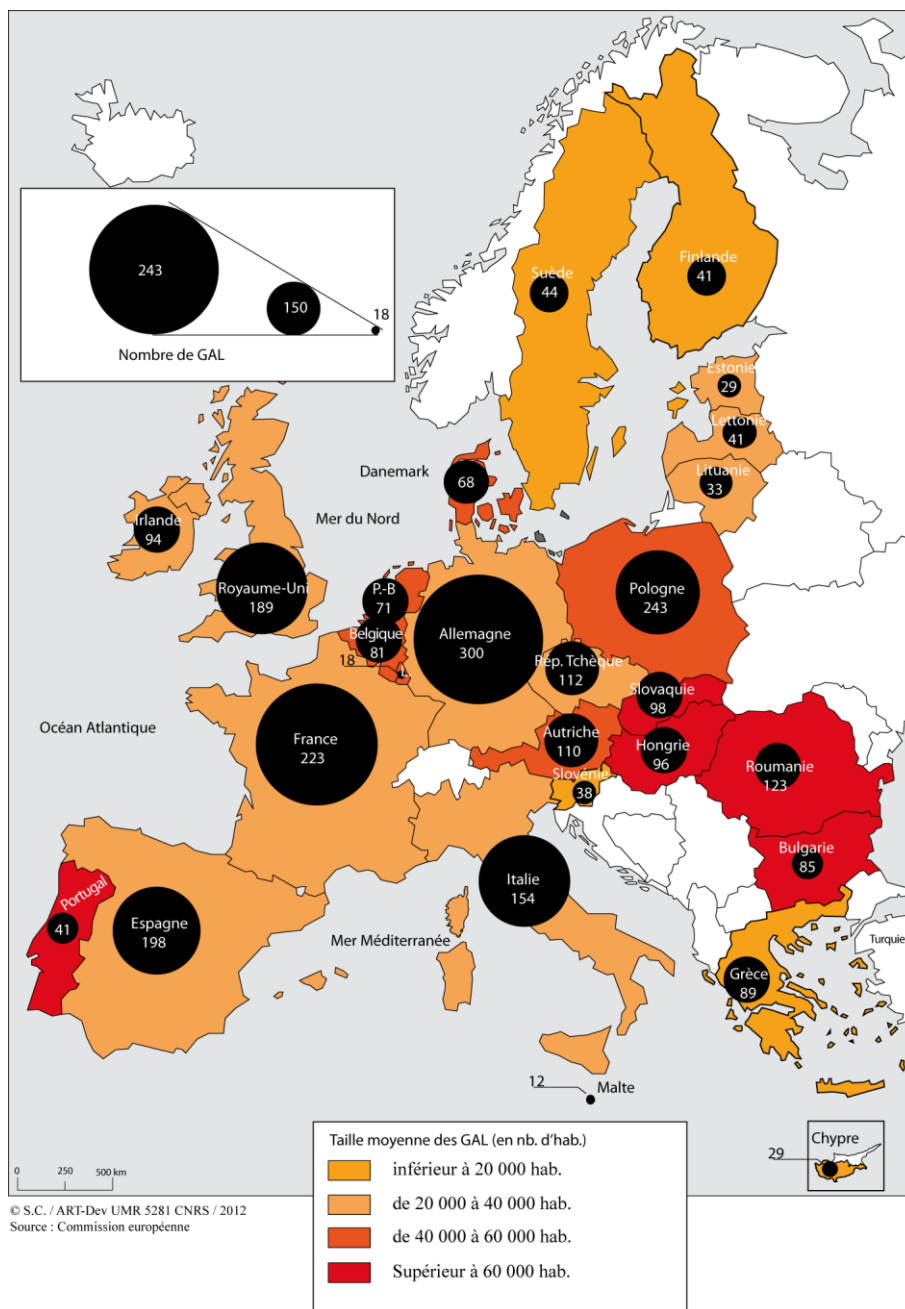 243
150
18
Nombre de GAL
Suède
44
Finlande
41
Estonie
29
Lettonie
41
Lituanie
33
Danemark
68
Mer du Nord
Irlande
94
Royaume-Uni
189
P.-B
71
Belgique
81
18
L.
Allemagne
300
Pologne
243
Rép. Tchèque
112
Slovaquie
98
Océan Atlantique
France
223
Autriche
110
Hongrie
96
Slovénie
38
Roumanie
123
Bulgarie
85
Portugal
41
Espagne
198
Italie
154
Mer Méditerranée
Turquie
Grèce
89
12
Malte
Chypre
29
Taille moyenne des GAL (en nb. d'hab.)
inférieur à 20 000 hab.
de 20 000 à 40 000 hab.
de 40 000 à 60 000 hab.
Supérieur à 60 000 hab.
0 250 500 km
© S.C. / ART-Dev UMR 5281 CNRS / 2012
Source : Commission européenne